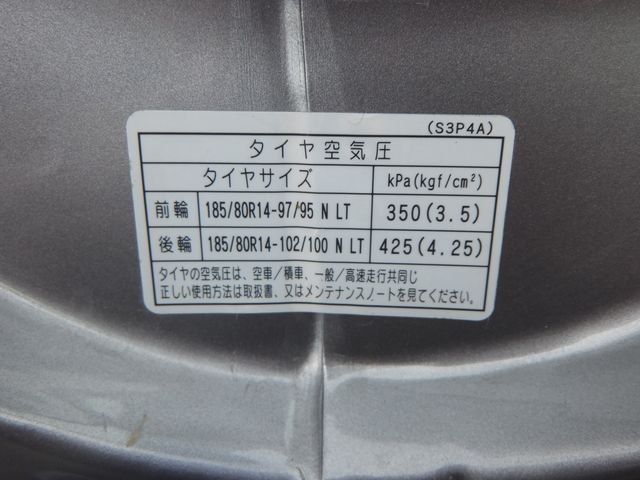 (S3P4A)
タイヤ空気圧
タイヤサイズ kPa(kgf/cm²)
前輪 185/80R14-97/95 N LT 350(3.5)
後輪 185/80R14-102/100 N LT 425(4.25)
タイヤの空気圧は、空車/積車、一般/高速走行共同じ
正しい使用方法は取扱書、又はメンテナンスノートを見てください。